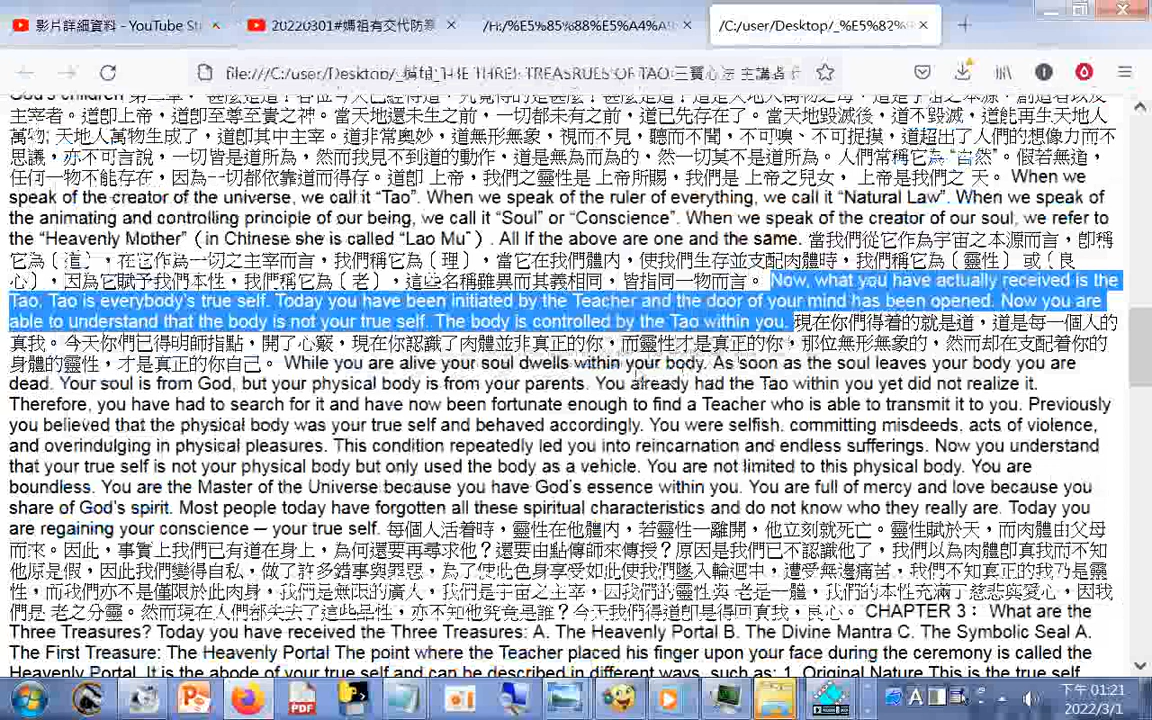 影片詳細資料 - YouTube St
20220301#媽祖有交代防
/H:/%E5%85%88%E5%A4%A
/C:/user/Desktop/_%E5%82%
file:///C:/user/Desktop/_ _THE THREE TREASRUES OF TAO 三寶心法 主講者
God's children 第二章
主宰者。道卽上帝，道卽至尊至貴之神。當天地還未生之前，一切都未有之前，道已先存在了。當天地毀滅後，道不毀滅，道能再生天地人
萬物; 天地人萬物生成了，道卽其中主宰。道非常奧妙，道無形無象，視而不見，聽而不聞，不可嗅、不可捉摸，道超出了人們的想像力而不
思議，亦不可言說，一切皆是道所為，然而我見不到道的動作，道是無為而為的，然一切莫不是道所為。人們常稱它為 “自然”。假若無道，
任何一物不能存在，因為一切都依靠道而得存。道卽 上帝，我們之靈性是 上帝所賜，我們是 上帝之兒女， 上帝是我們之 天。 When we
speak of the creator of the universe, we call it “Tao”. When we speak of the ruler of everything, we call it “Natural Law”. When we speak of
the animating and controlling principle of our being, we call it “Soul” or “Conscience”. When we speak of the creator of our soul, we refer to
the “Heavenly Mother”（in Chinese she is called “Lao Mu”）. All If the above are one and the same. 當我們從它作為宇宙之本源而言，卽稱
它為〔道〕，在它作為一切之主宰而言，我們稱它為〔理〕，當它在我們體內，使我們生存並支配肉體時，我們稱它為〔靈性〕或〔良
心〕，因為它賦予我們本性，我們稱為〔老〕，這些名稱雖異而其義相同，皆指同一物而言。 Now, what you have actually received is the
Tao, Tao is everybody's true self. Today you have been initiated by the Teacher and the door of your mind has been opened. Now you are
able to understand that the body is not your true self. The body is controlled by the Tao within you. 現在你們得着的就是道，道是每一個人的
真我。今天你們已得明師指點，開了心竅，現在你認識了肉體並非真正的你，而靈性才是真正的你，那位無形無象的，然而却在支配着你的
身體的靈性，才是真正的你自己。 While you are alive your soul dwells within your body. As soon as the soul leaves your body you are
dead. Your soul is from God, but your physical body is from your parents. You already had the Tao within you yet did not realize it.
Therefore, you have had to search for it and have now been fortunate enough to find a Teacher who is able to transmit it to you. Previously
you believed that the physical body was your true self and behaved accordingly. You were selfish. committing misdeeds. acts of violence,
and overindulging in physical pleasures. This condition repeatedly led you into reincarnation and endless sufferings. Now you understand
that your true self is not your physical body but only used the body as a vehicle. You are not limited to this physical body. You are
boundless. You are the Master of the Universe because you have God's essence within you. You are full of mercy and love because you
share of God's spirit. Most people today have forgotten all these spiritual characteristics and do not know who they really are. Today you
are regaining your conscience — your true self. 每個人活着時，靈性在他體內，若靈性一離開，他立刻就死亡。靈性賦於天，而肉體由父母
而來。因此，事實上我們已有道在身上，為何還要再尋求他？還要由點傳師來傳授？原因是我們已不認識他了，我們以為肉體卽真我而不知
他原是假，因此我們變得自私，做了許多錯事與罪惡，為了使此色身享受如此使我們墜入輪迴中，遭受無邊痛苦，我們不知真正的我乃是靈
性，而我們亦不是僅限於此肉身，我們是無限的廣大，我們是宇宙之主宰，因我們的靈性與 老是一體，我們的本性充滿了慈悲與愛心，因我
們是 老之分靈。然而現在人們都失去了這些品性，亦不知他究竟是誰？今天我們得道卽是得回真我，良心。 CHAPTER 3： What are the
Three Treasures? Today you have received the Three Treasures: A. The Heavenly Portal B. The Divine Mantra C. The Symbolic Seal A.
The First Treasure: The Heavenly Portal The point where the Teacher placed his finger upon your face during the ceremony is called the
Heavenly Portal. It is the abode of your true self and can be described in different ways, such as: 1. Original Nature This is the true self
下午 01:21
2022/3/1